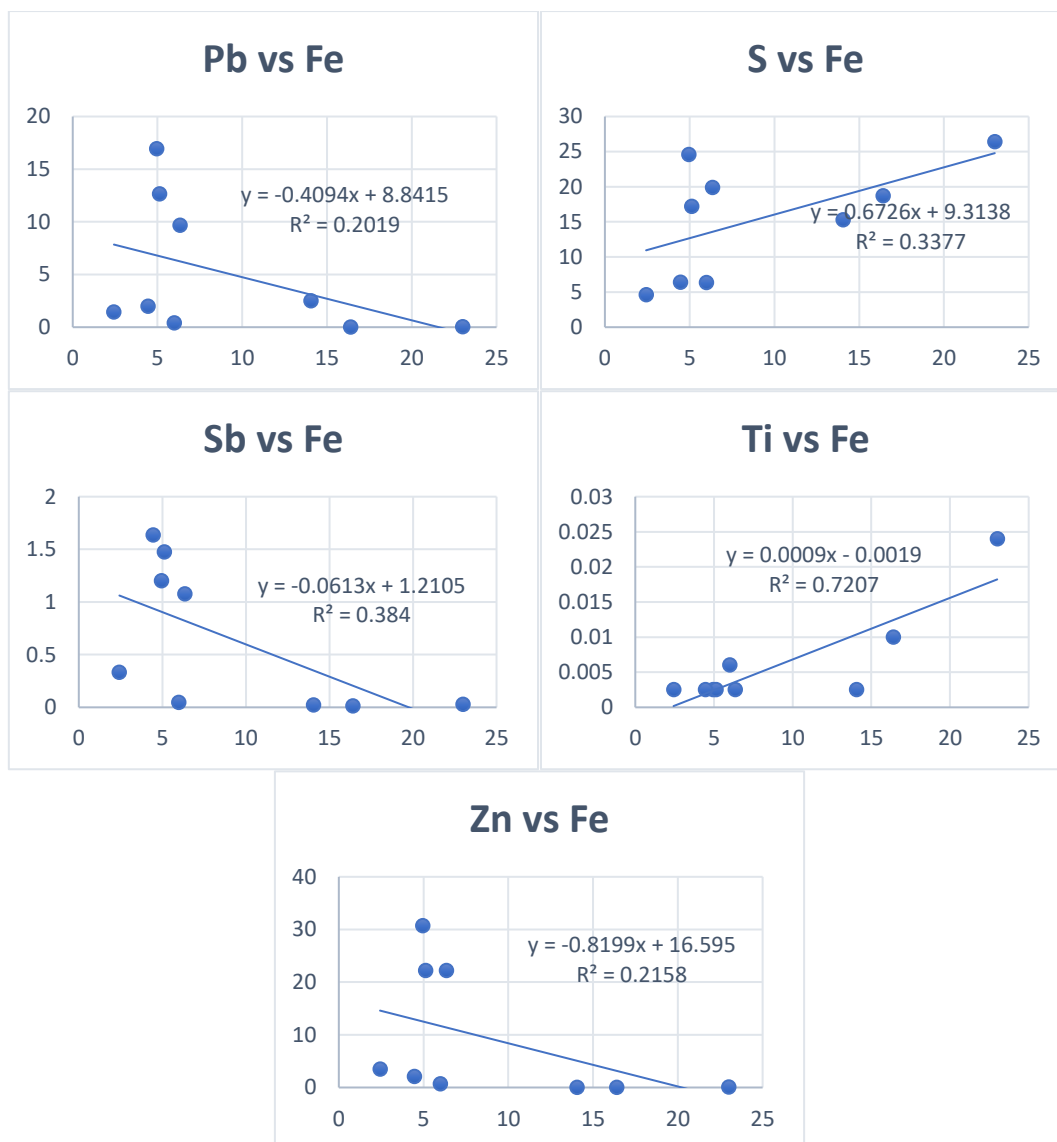 Pb vs Fe
20
15
10
5
0
0 5 10 15 20 25
y = -0.4094x + 8.8415
R² = 0.2019
S vs Fe
30
25
20
15
10
5
0
0 5 10 15 20 25
y = 0.6726x + 9.3138
R² = 0.3377
Sb vs Fe
2
1.5
1
0.5
0
0 5 10 15 20 25
y = -0.0613x + 1.2105
R² = 0.384
Ti vs Fe
0.03
0.025
0.02
0.015
0.01
0.005
0
0 5 10 15 20 25
y = 0.0009x - 0.0019
R² = 0.7207
Zn vs Fe
40
30
20
10
0
0 5 10 15 20 25
y = -0.8199x + 16.595
R² = 0.2158